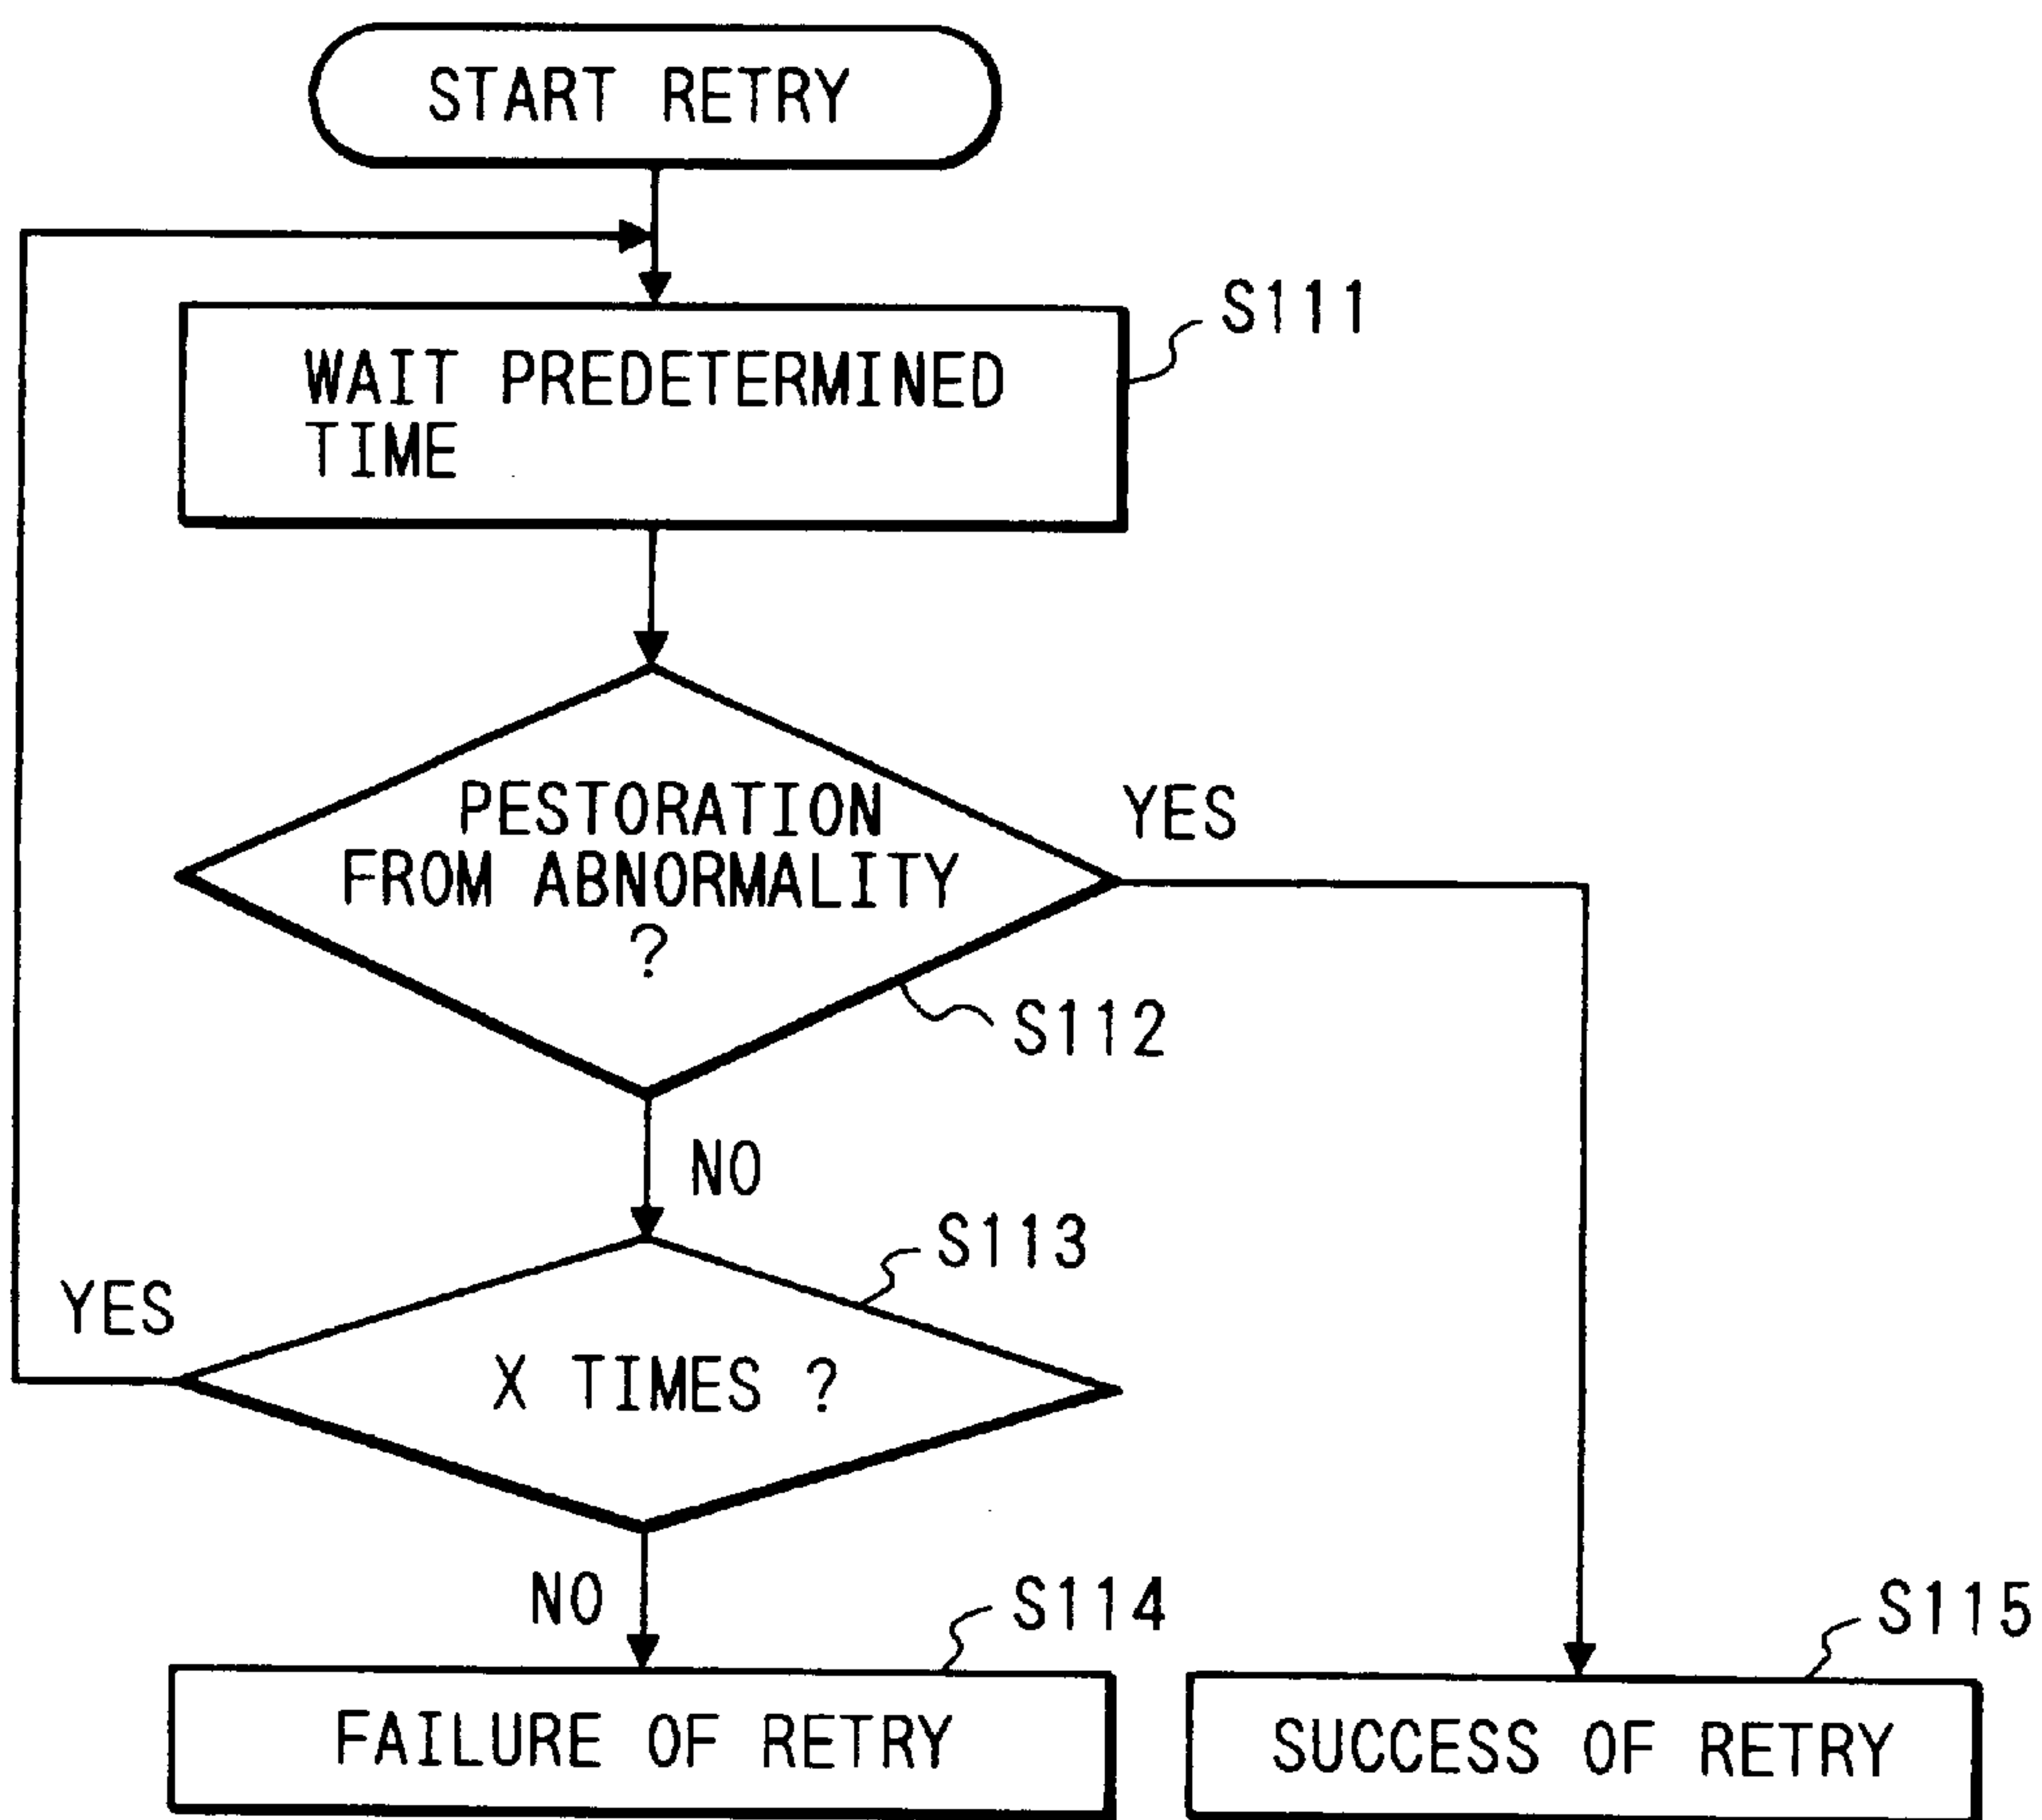 START RETRY
S111
WAIT PREDETERMINED
TIME
PESTORATION
FROM ABNORMALITY
?
YES
S112
NO
S113
YES
X TIMES ?
NO
S114
S115
FAILURE OF RETRY
SUCCESS OF RETRY